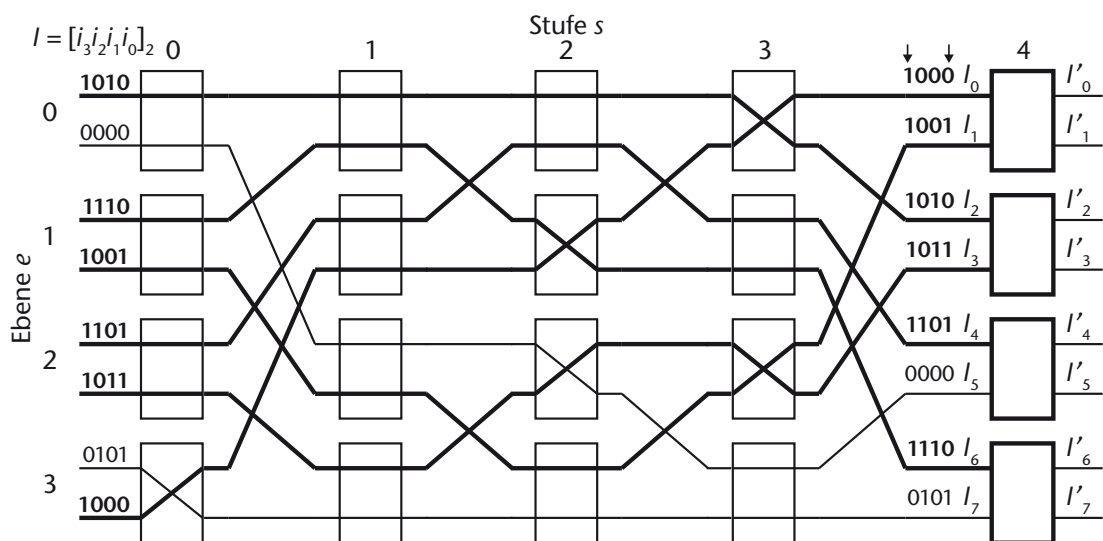 Stufe s
I = [i₃i₂i₁i₀]₂ 0 1 2 3 4
1010 1000 I₀ I′₀
0
0000 1001 I₁ I′₁
1110 1010 I₂ I′₂
1
1001 1011 I₃ I′₃
Ebene e
1101 1101 I₄ I′₄
2
1011 0000 I₅ I′₅
0101 1110 I₆ I′₆
3
1000 0101 I₇ I′₇